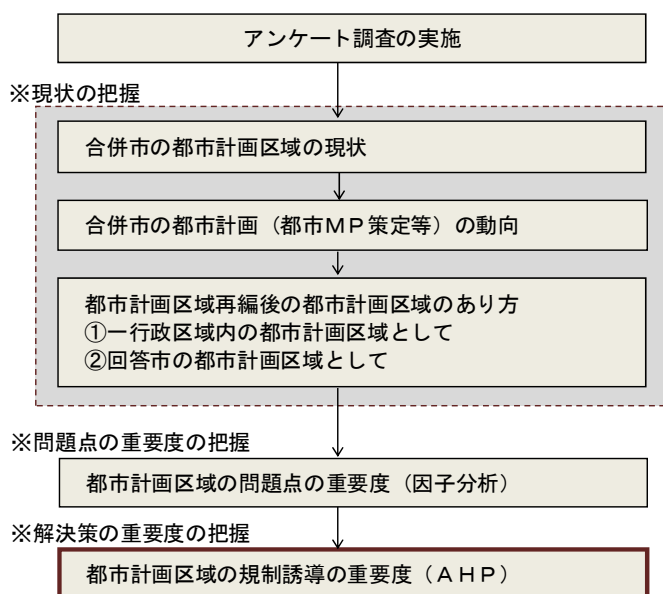 アンケート調査の実施
※現状の把握
合併市の都市計画区域の現状
合併市の都市計画（都市ＭＰ策定等）の動向
都市計画区域再編後の都市計画区域のあり方
①一行政区域内の都市計画区域として
②回答市の都市計画区域として
※問題点の重要度の把握
都市計画区域の問題点の重要度（因子分析）
※解決策の重要度の把握
都市計画区域の規制誘導の重要度（ＡＨＰ）